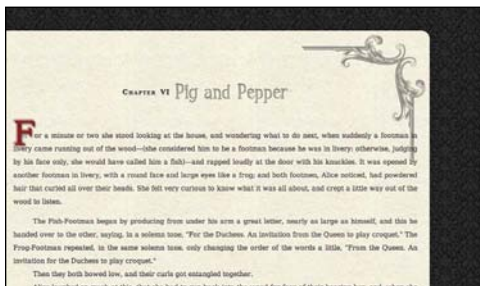 CHAPTER VI Pig and Pepper
For a minute or two she stood looking at the house, and wondering what to do next, when suddenly a footman in
livery came running out of the wood—(she considered him to be a footman because he was in livery: otherwise, judging
by his face only, she would have called him a fish)—and rapped loudly at the door with his knuckles. It was opened by
another footman in livery, with a round face and large eyes like a frog; and both footmen, Alice noticed, had powdered
hair that curled all over their heads. She felt very curious to know what it was all about, and crept a little way out of the
wood to listen.
The Fish-Footman began by producing from under his arm a great letter, nearly as large as himself, and this he
handed over to the other, saying, in a solemn tone, "For the Duchess. An invitation from the Queen to play croquet." The
Frog-Footman repeated, in the same solemn tone, only changing the order of the words a little, "From the Queen. An
invitation for the Duchess to play croquet."
Then they both bowed low, and their curls got entangled together.